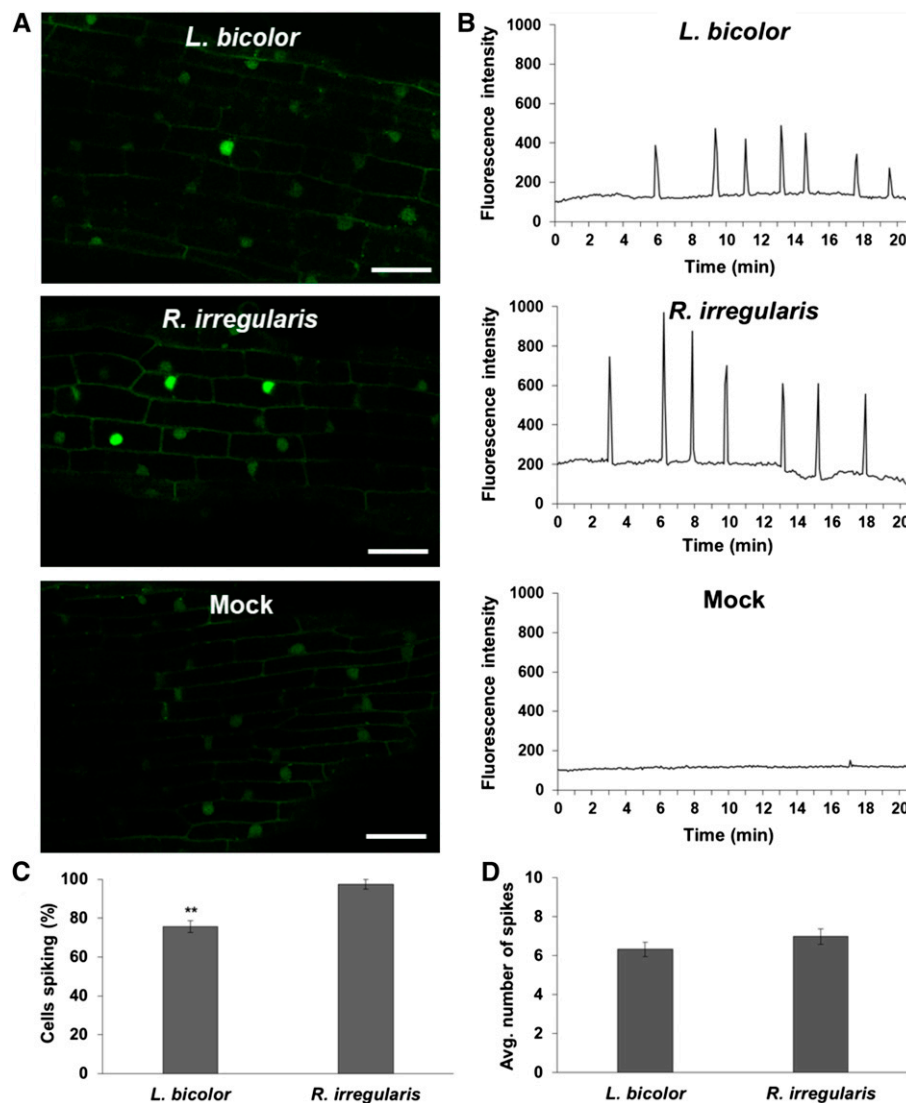 A
L. bicolor
R. irregularis
Mock
B
L. bicolor
Fluorescence intensity
1000
800
600
400
200
0
0 2 4 6 8 10 12 14 16 18 20
Time (min)
R. irregularis
Fluorescence intensity
1000
800
600
400
200
0
0 2 4 6 8 10 12 14 16 18 20
Time (min)
Mock
Fluorescence intensity
1000
800
600
400
200
0
0 2 4 6 8 10 12 14 16 18 20
Time (min)
C
Cells spiking (%)
100
80
60
40
20
0
**
L. bicolor R. irregularis
D
Avg. number of spikes
10
8
6
4
2
0
L. bicolor R. irregularis